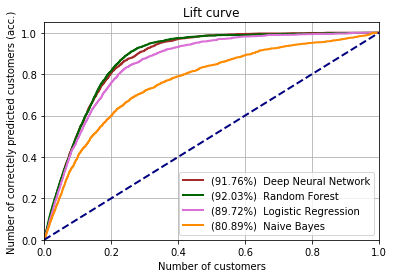 Lift curve
Number of correctely predicted customers (acc.)
1.0
0.8
0.6
0.4
0.2
0.0
(91.76%) Deep Neural Network
(92.03%) Random Forest
(89.72%) Logistic Regression
(80.89%) Naive Bayes
0.0 0.2 0.4 0.6 0.8 1.0
Number of customers